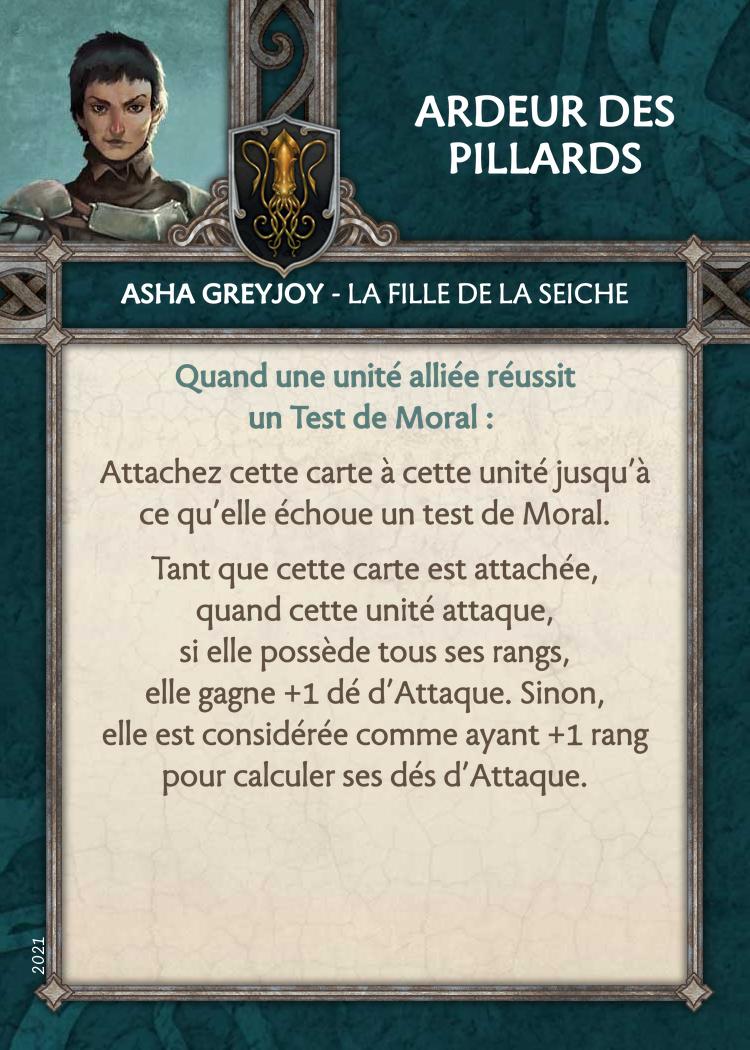 ARDEUR DES
PILLARDS
ASHA GREYJOY - LA FILLE DE LA SEICHE
Quand une unité alliée réussit
un Test de Moral :
Attachez cette carte à cette unité jusqu'à
ce qu'elle échoue un test de Moral.
Tant que cette carte est attachée,
quand cette unité attaque,
si elle possède tous ses rangs,
elle gagne +1 dé d'Attaque. Sinon,
elle est considérée comme ayant +1 rang
pour calculer ses dés d'Attaque.
2021